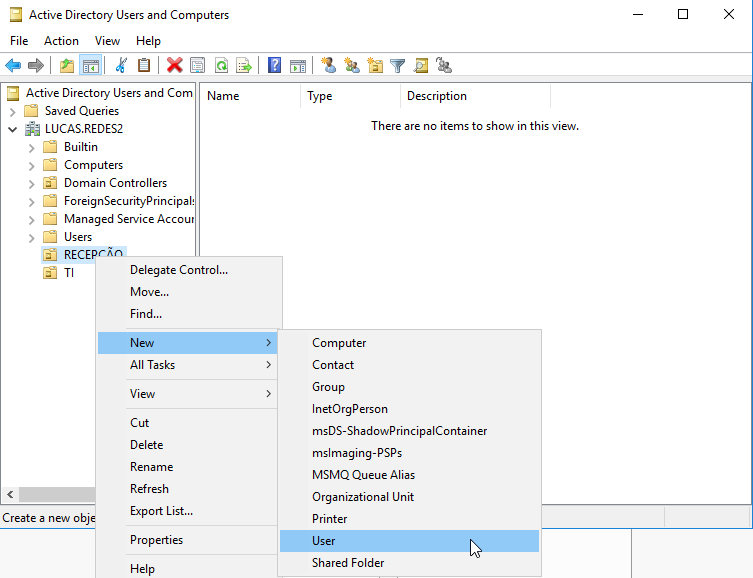 Active Directory Users and Computers
File Action View Help
Active Directory Users and Com
Saved Queries
LUCAS.REDES2
Builtin
Computers
Domain Controllers
ForeignSecurityPrincipals
Managed Service Accour
Users
RECEPÇÃO
TI
Name Type Description
There are no items to show in this view.
Delegate Control...
Move...
Find...
New
All Tasks
View
Cut
Delete
Rename
Refresh
Export List...
Properties
Help
Computer
Contact
Group
InetOrgPerson
msDS-ShadowPrincipalContainer
msImaging-PSPs
MSMQ Queue Alias
Organizational Unit
Printer
User
Shared Folder
Create a new obje